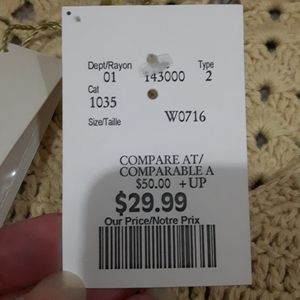 Dept/Rayon Type
01 143000 2
Cat
1035
Size/Taille W0716
COMPARE AT/
COMPARABLE A
$50.00 + UP
$29.99
Our Price/Notre Prix